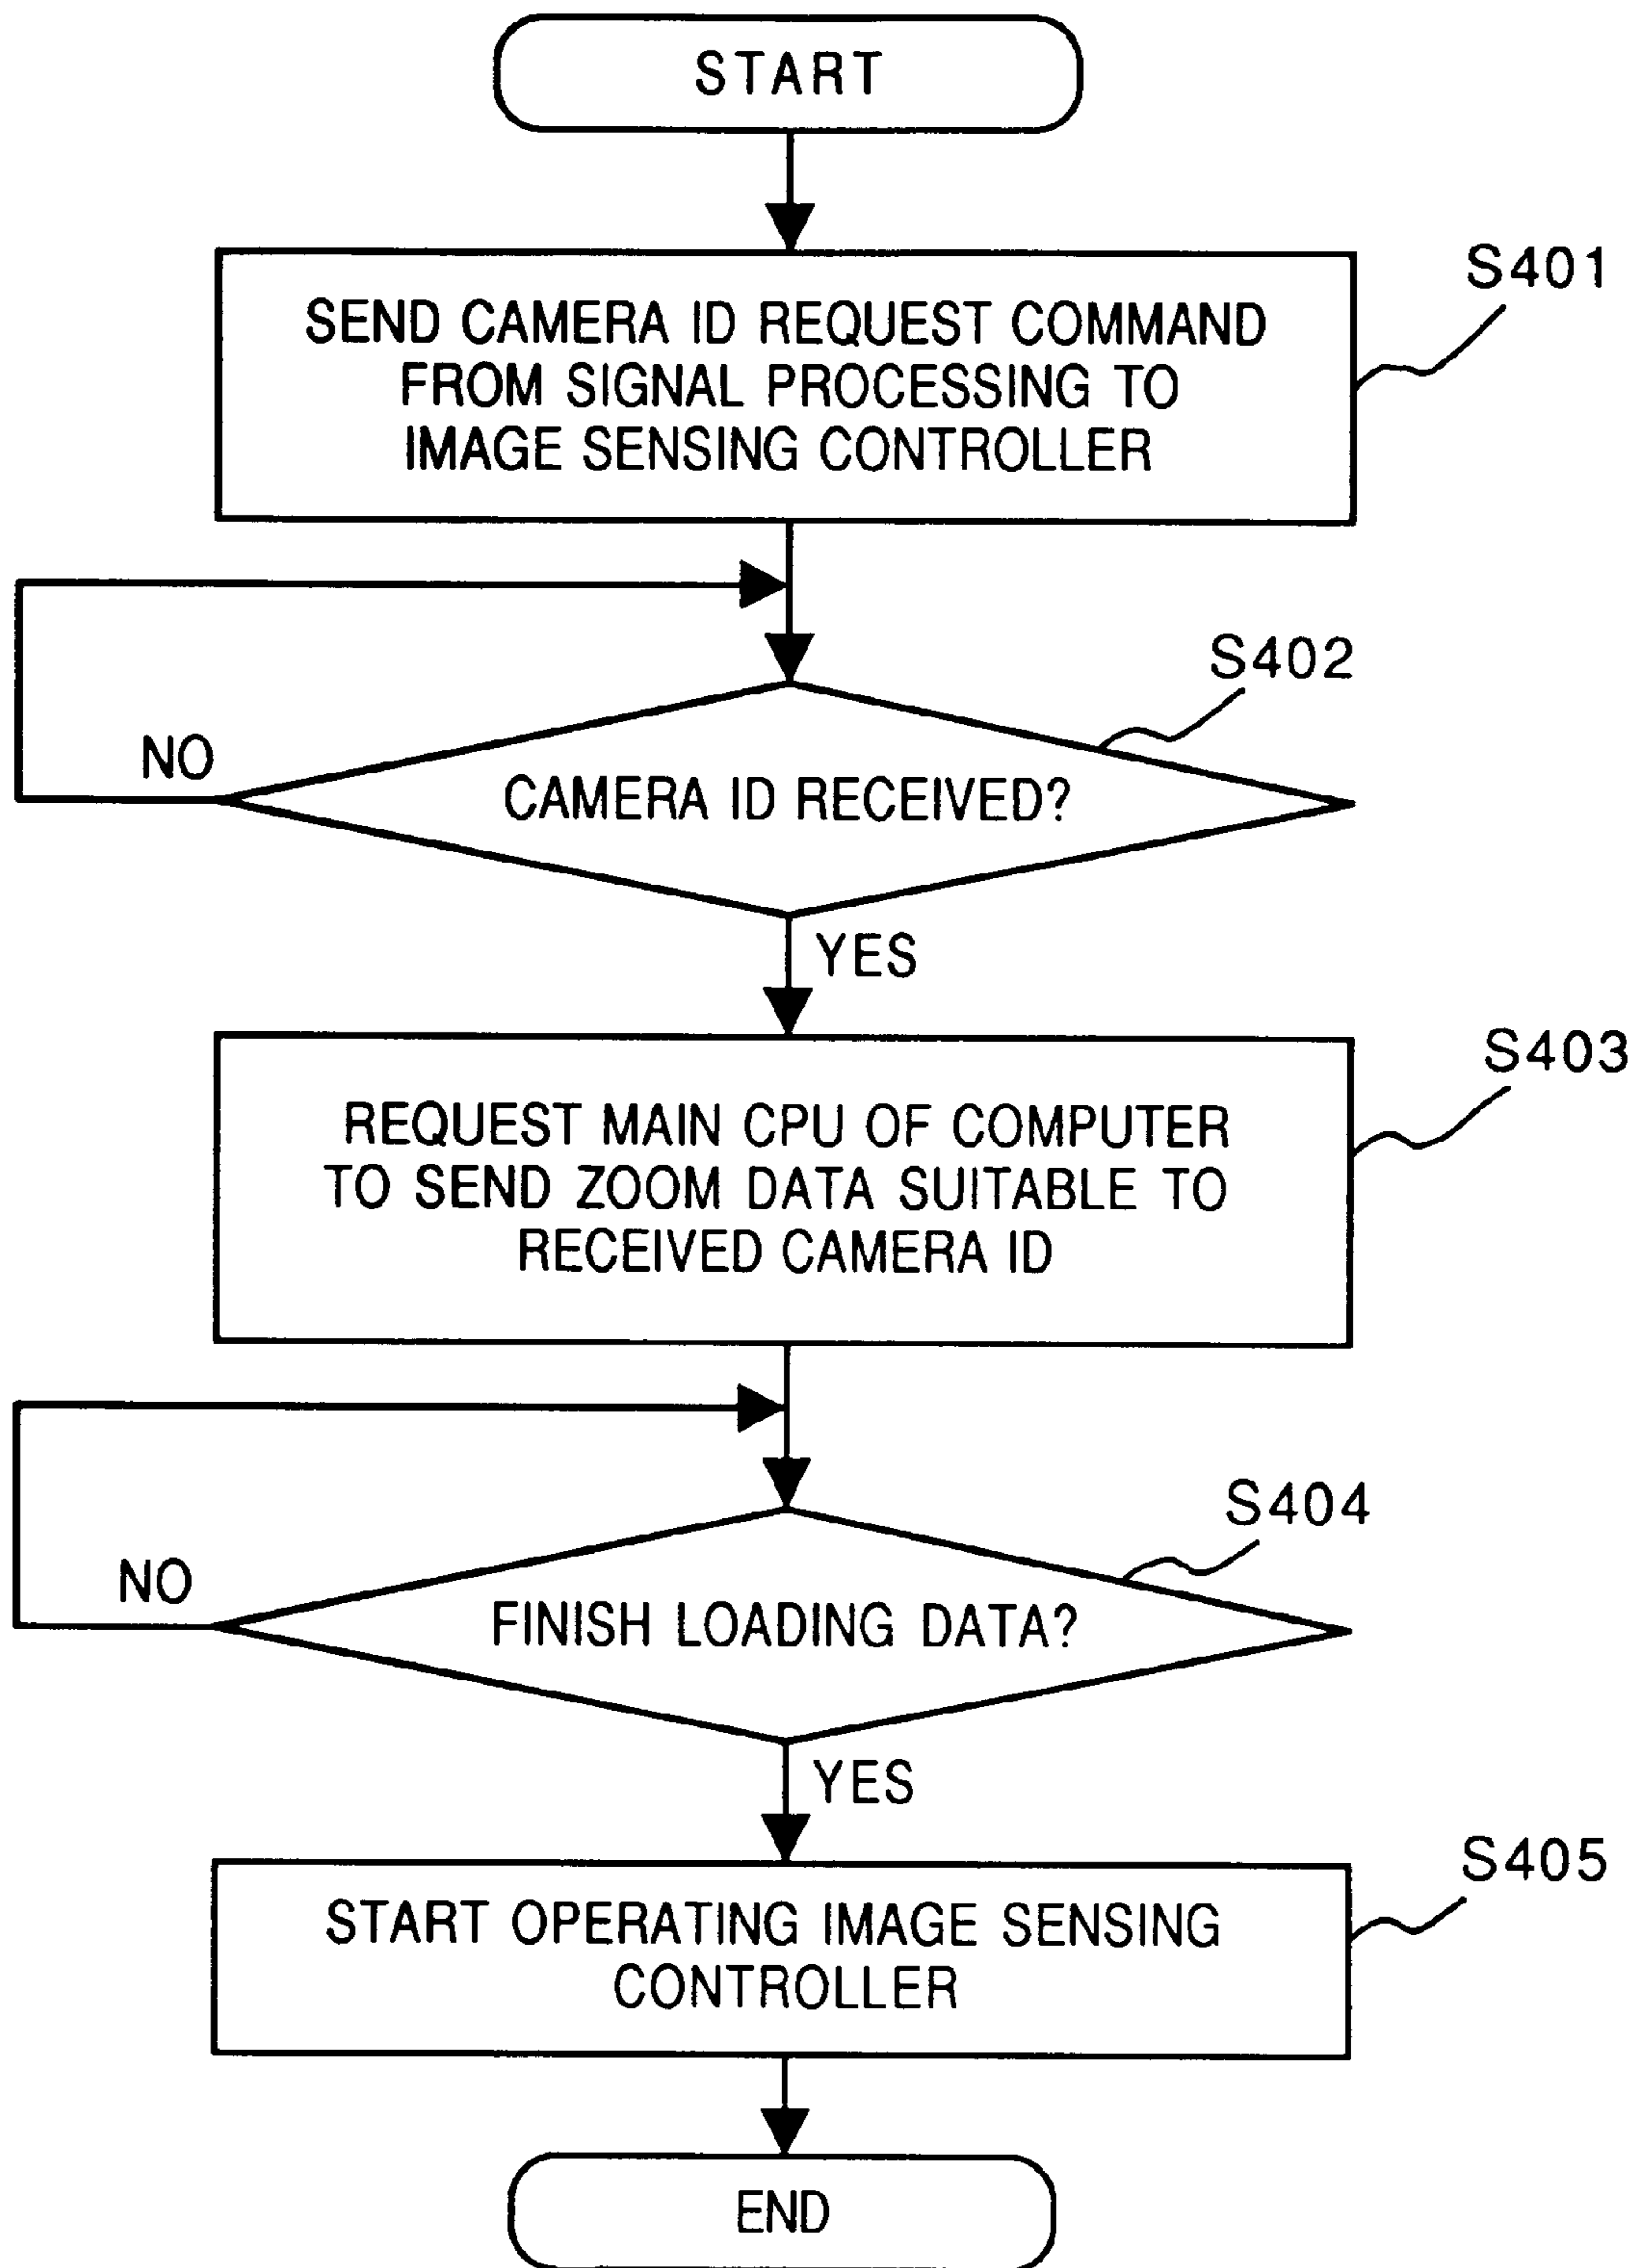 START
S401
SEND CAMERA ID REQUEST COMMAND
FROM SIGNAL PROCESSING TO
IMAGE SENSING CONTROLLER
S402
NO
CAMERA ID RECEIVED?
YES
S403
REQUEST MAIN CPU OF COMPUTER
TO SEND ZOOM DATA SUITABLE TO
RECEIVED CAMERA ID
S404
NO
FINISH LOADING DATA?
YES
S405
START OPERATING IMAGE SENSING
CONTROLLER
END